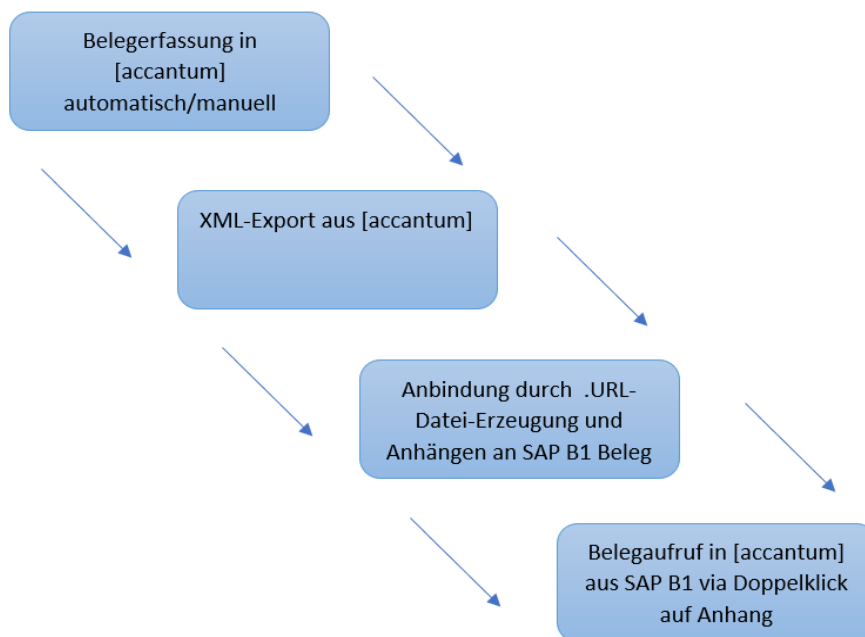 Belegerfassung in
[accantum]
automatisch/manuell
XML-Export aus [accantum]
Anbindung durch .URL-
Datei-Erzeugung und
Anhängen an SAP B1 Beleg
Belegaufruf in [accantum]
aus SAP B1 via Doppelklick
auf Anhang